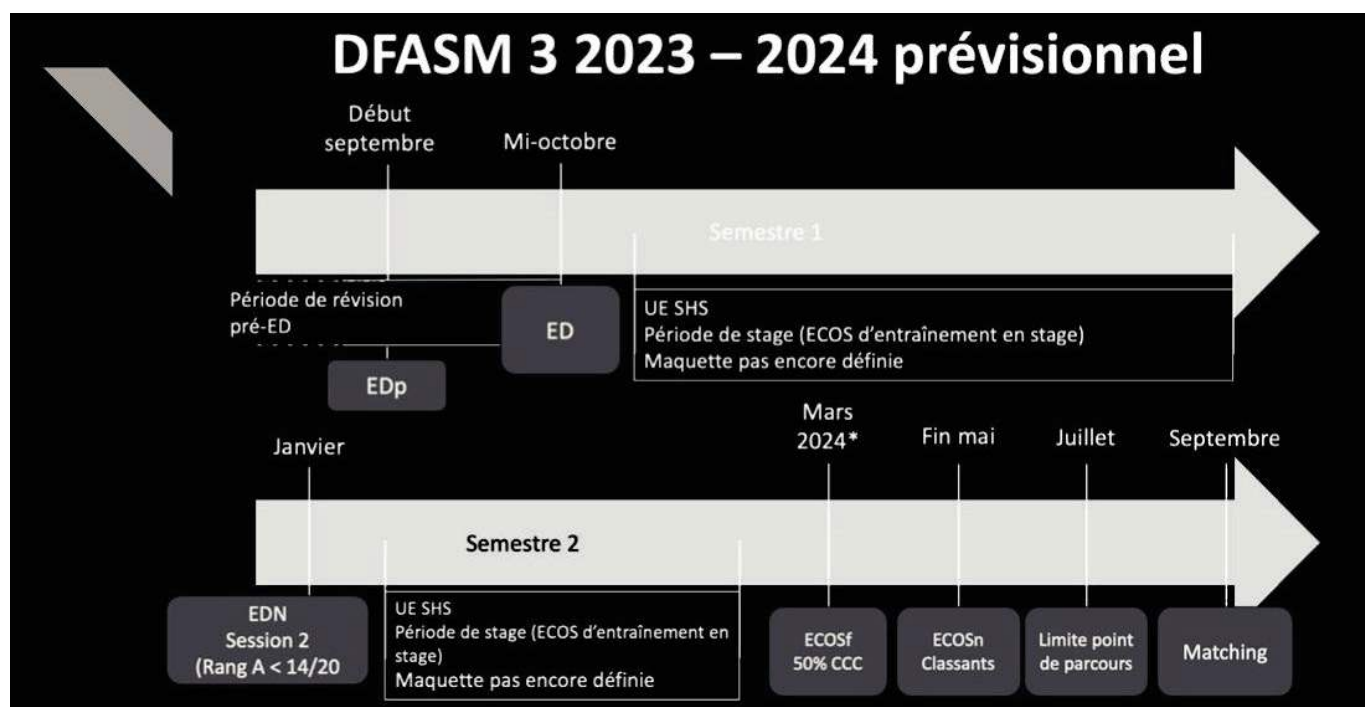 DFASM 3 2023 – 2024 prévisionnel
Début
septembre
Mi-octobre
Semestre 1
Période de révision
pré-ED
EDp
ED
UE SHS
Période de stage (ECOS d'entraînement en stage)
Maquette pas encore définie
Janvier
Mars
2024*
Fin mai
Juillet
Septembre
Semestre 2
EDN
Session 2
(Rang A < 14/20
UE SHS
Période de stage (ECOS d'entraînement en
stage)
Maquette pas encore définie
ECOSf
50% CCC
ECOSn
Classants
Limite point
de parcours
Matching